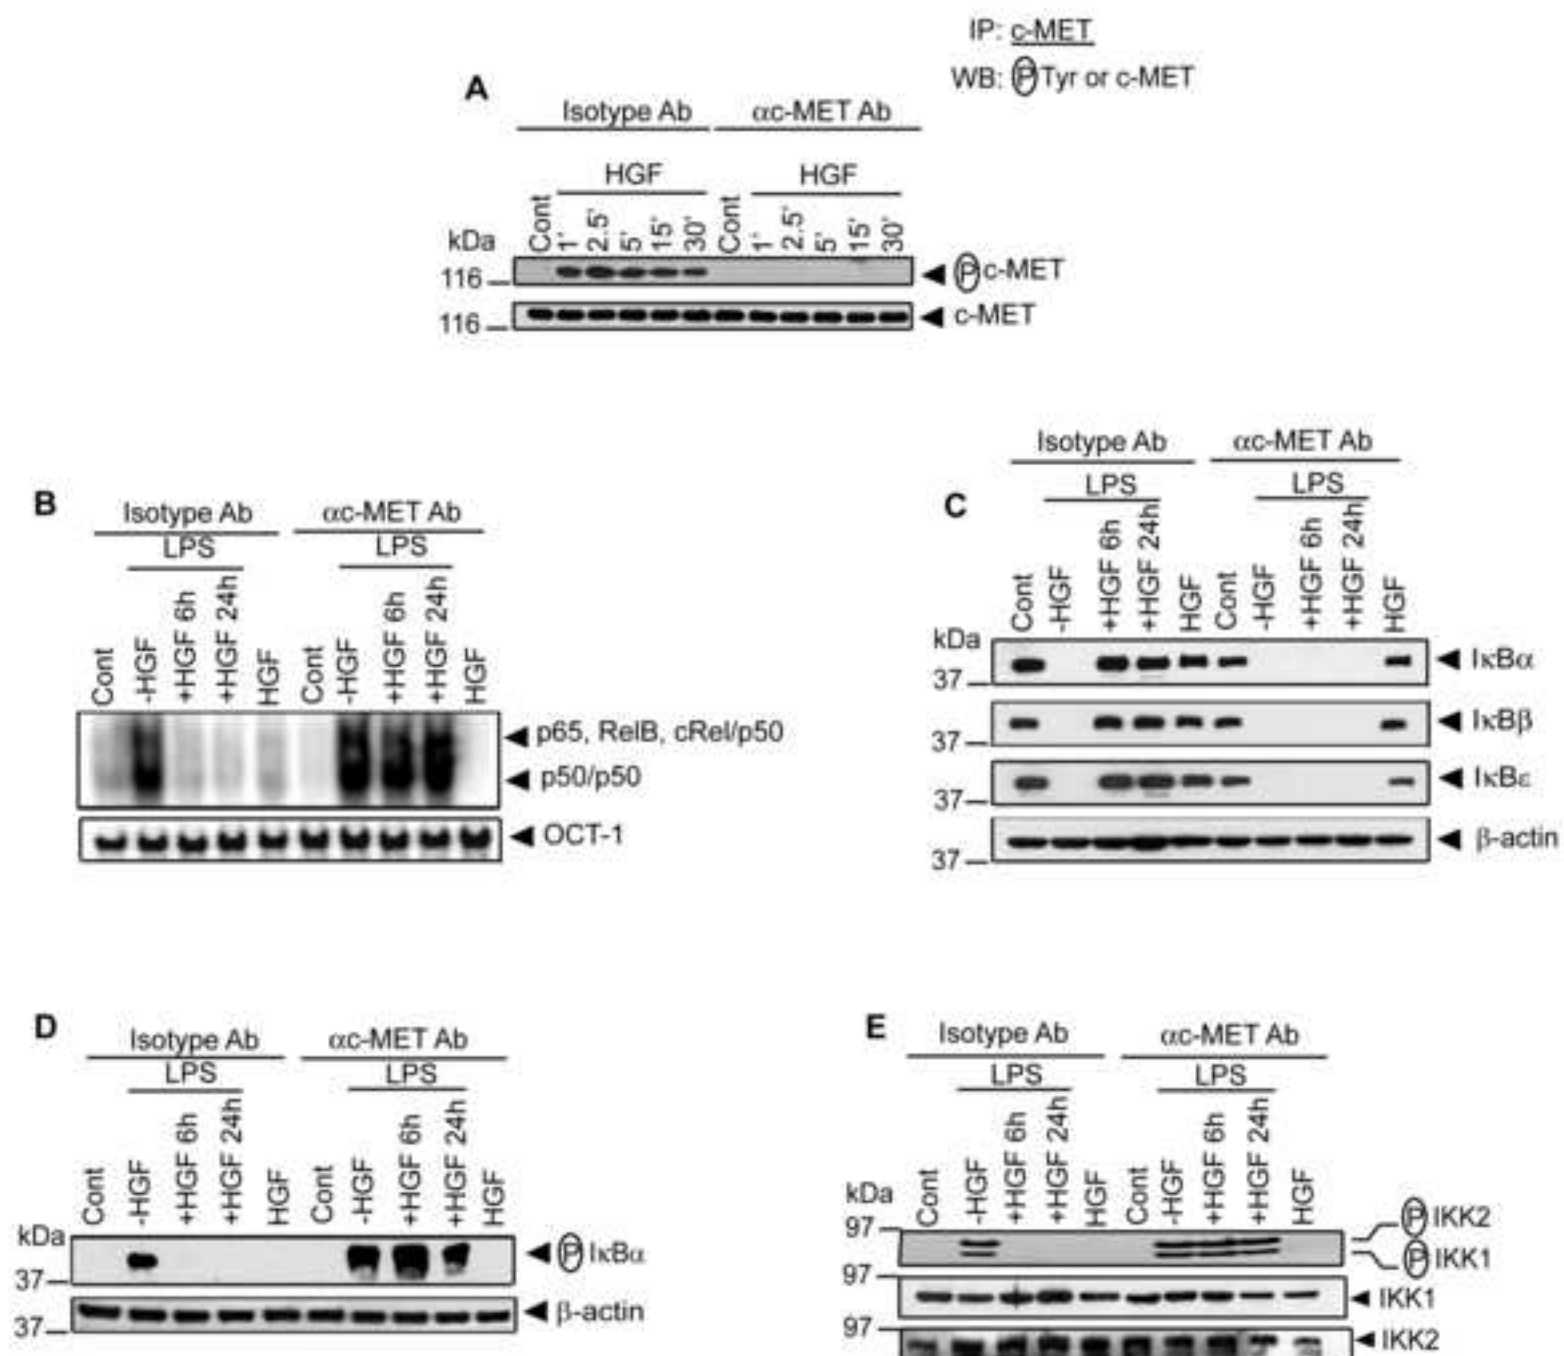 IP: c-MET
WB: Ⓟ Tyr or c-MET
A
Isotype Ab αc-MET Ab
HGF HGF
kDa Cont 1' 2.5' 5' 15' 30' Cont 1' 2.5' 5' 15' 30'
116 Ⓟ c-MET
116 c-MET
B
Isotype Ab αc-MET Ab
LPS LPS
Cont -HGF +HGF 6h +HGF 24h HGF Cont -HGF +HGF 6h +HGF 24h HGF
p65, RelB, cRel/p50
p50/p50
OCT-1
C
Isotype Ab αc-MET Ab
LPS LPS
kDa Cont -HGF +HGF 6h +HGF 24h HGF Cont -HGF +HGF 6h +HGF 24h HGF
37 IκBα
37 IκBβ
37 IκBε
37 β-actin
D
Isotype Ab αc-MET Ab
LPS LPS
kDa Cont -HGF +HGF 6h +HGF 24h HGF Cont -HGF +HGF 6h +HGF 24h HGF
37 Ⓟ IκBα
37 β-actin
E
Isotype Ab αc-MET Ab
LPS LPS
kDa Cont -HGF +HGF 6h +HGF 24h HGF Cont -HGF +HGF 6h +HGF 24h HGF
97 Ⓟ IKK2
Ⓟ IKK1
97 IKK1
97 IKK2